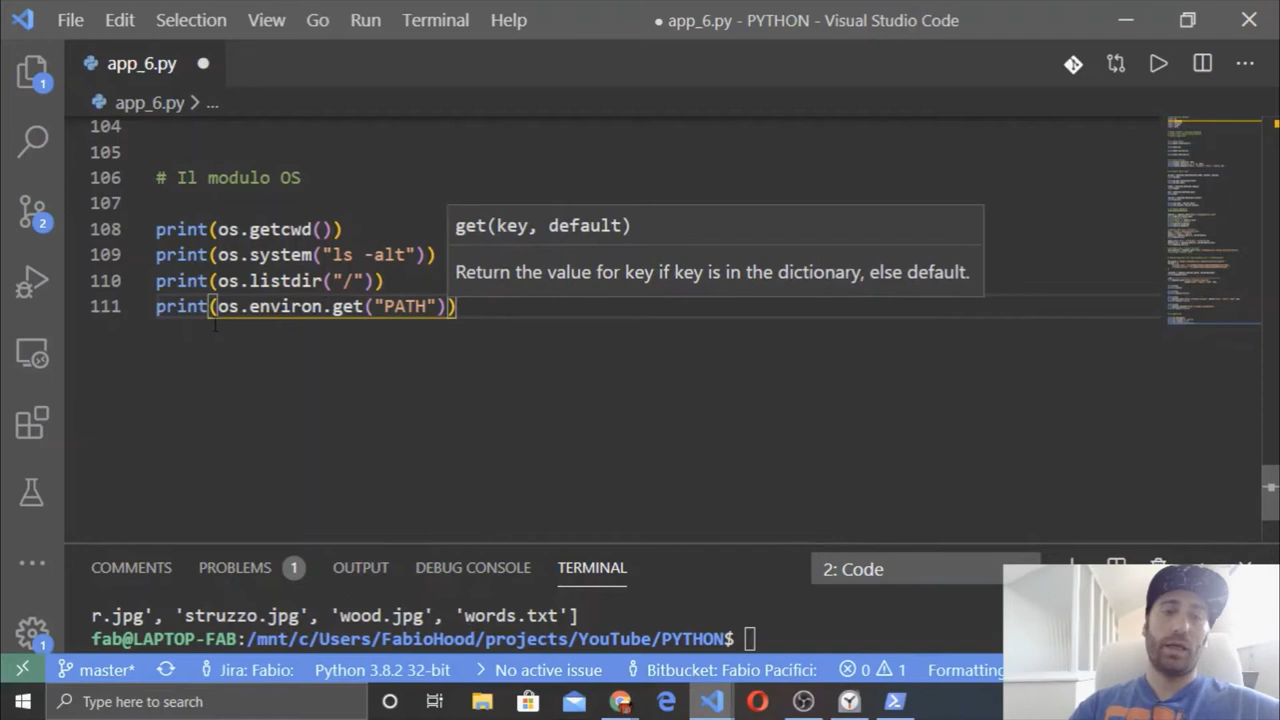 File Edit Selection View Go Run Terminal Help
● app_6.py - PYTHON - Visual Studio Code
app_6.py
1
app_6.py > ...
104
105
106 # Il modulo OS
107
108 print(os.getcwd())
109 print(os.system("ls -alt"))
110 print(os.listdir("/"))
111 print(os.environ.get("PATH"))
get(key, default)
Return the value for key if key is in the dictionary, else default.
2
COMMENTS PROBLEMS 1 OUTPUT DEBUG CONSOLE TERMINAL 2: Code
r.jpg', 'struzzo.jpg', 'wood.jpg', 'words.txt']
fab@LAPTOP-FAB:/mnt/c/Users/FabioHood/projects/YouTube/PYTHON$
1
master* Jira: Fabio: Python 3.8.2 32-bit No active issue Bitbucket: Fabio Pacifici: 0 1 Formatting
Type here to search